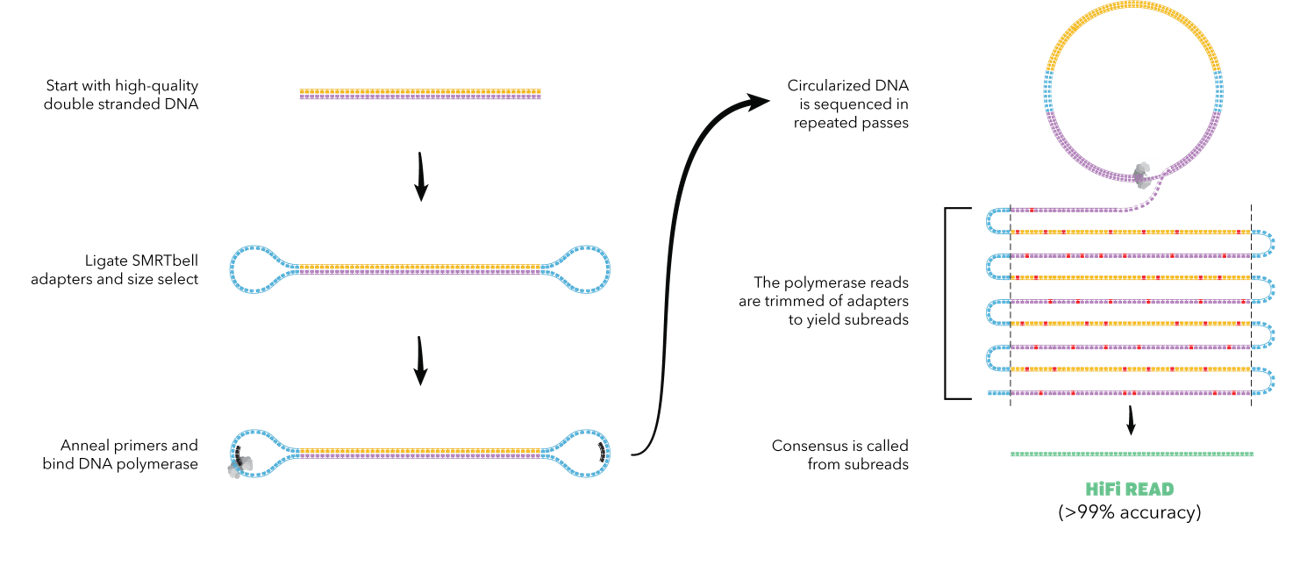 Start with high-quality
double stranded DNA
Ligate SMRTbell
adapters and size select
Anneal primers and
bind DNA polymerase
Circularized DNA
is sequenced in
repeated passes
The polymerase reads
are trimmed of adapters
to yield subreads
Consensus is called
from subreads
HiFi READ
(>99% accuracy)